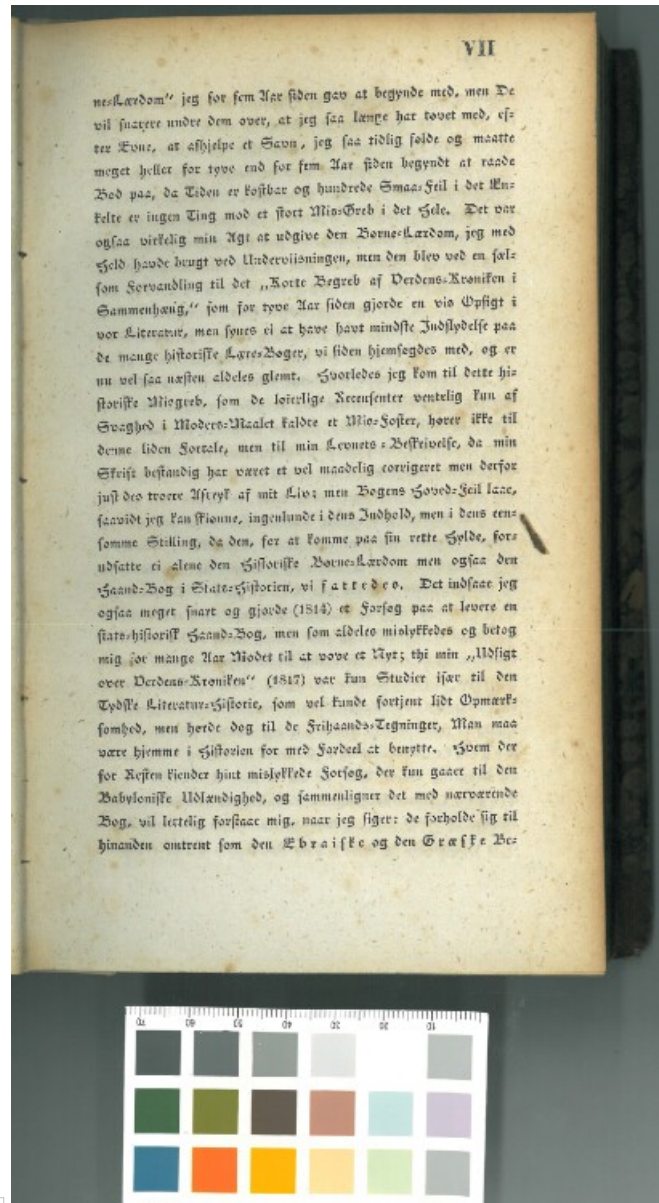 VII
ne-Lærdom" jeg for fem Aar siden gav at begynde med, men De
vil snarere undre dem over, at jeg saa længe har tøvet med, ef-
ter Evne, at afhjelpe et Savn, jeg saa tidlig følde og maatte
meget heller for tyve end for fem Aar siden begyndt at raade
Bod paa, da Tiden er kostbar og hundrede Smaa-Feil i det En-
kelte er ingen Ting mod et stort Mis-Greb i det Hele. Det var
ogsaa virkelig min Agt at udgive den Børne-Lærdom, jeg med
Held havde brugt ved Underviisningen, men den blev ved en sæl-
som Forvandling til det „Korte Begreb af Verdens-Krøniken i
Sammenhæng," som for tyve Aar siden gjorde en vis Opsigt i
vor Literatur, men synes ei at have havt mindste Indflydelse paa
de mange historiske Lære-Bøger, vi siden hjemsøgdes med, og er
nu vel saa næsten aldeles glemt. Hvorledes jeg kom til dette hi-
storiske Misgreb, som de løierlige Recensenter ventelig kun af
Svaghed i Moders-Maalet kaldte et Mis-Foster, hører ikke til
denne liden Fortale, men til min Levnets-Beskrivelse, da min
Skrift bestandig har været et vel maadelig corrigeret men derfor
just des troere Aftryk af mit Liv; men Bogens Hoved-Feil laae,
saavidt jeg kan skiønne, ingenlunde i dens Indhold, men i dens een-
somme Stilling, da den, for at komme paa sin rette Hylde, for-
udsatte ei alene den Historiske Børne-Lærdom men ogsaa den
Haand-Bog i Stats-Historien, vi fattedes. Det indsaae jeg
ogsaa meget snart og gjorde (1814) et Forsøg paa at levere en
stats-historisk Haand-Bog, men som aldeles mislykkedes og betog
mig for mange Aar Modet til at vove et Nyt; thi min „Udsigt
over Verdens-Krøniken" (1817) var kun Studier især til den
Tydske Literatur-Historie, som vel kunde fortjent lidt Opmærk-
somhed, men hørde dog til de Frihaands-Tegninger, Man maa
være hjemme i Historien for med Fordeel at benytte. Hvem der
for Resten kiender hint mislykkede Forsøg, der kun gaaer til den
Babyloniske Udlændighed, og sammenligner det med nærværende
Bog, vil lettelig forstaae mig, naar jeg siger: de forholde sig til
hinanden omtrent som den Ebraiske og den Græske Be-
70 60 50 40 30 20 10